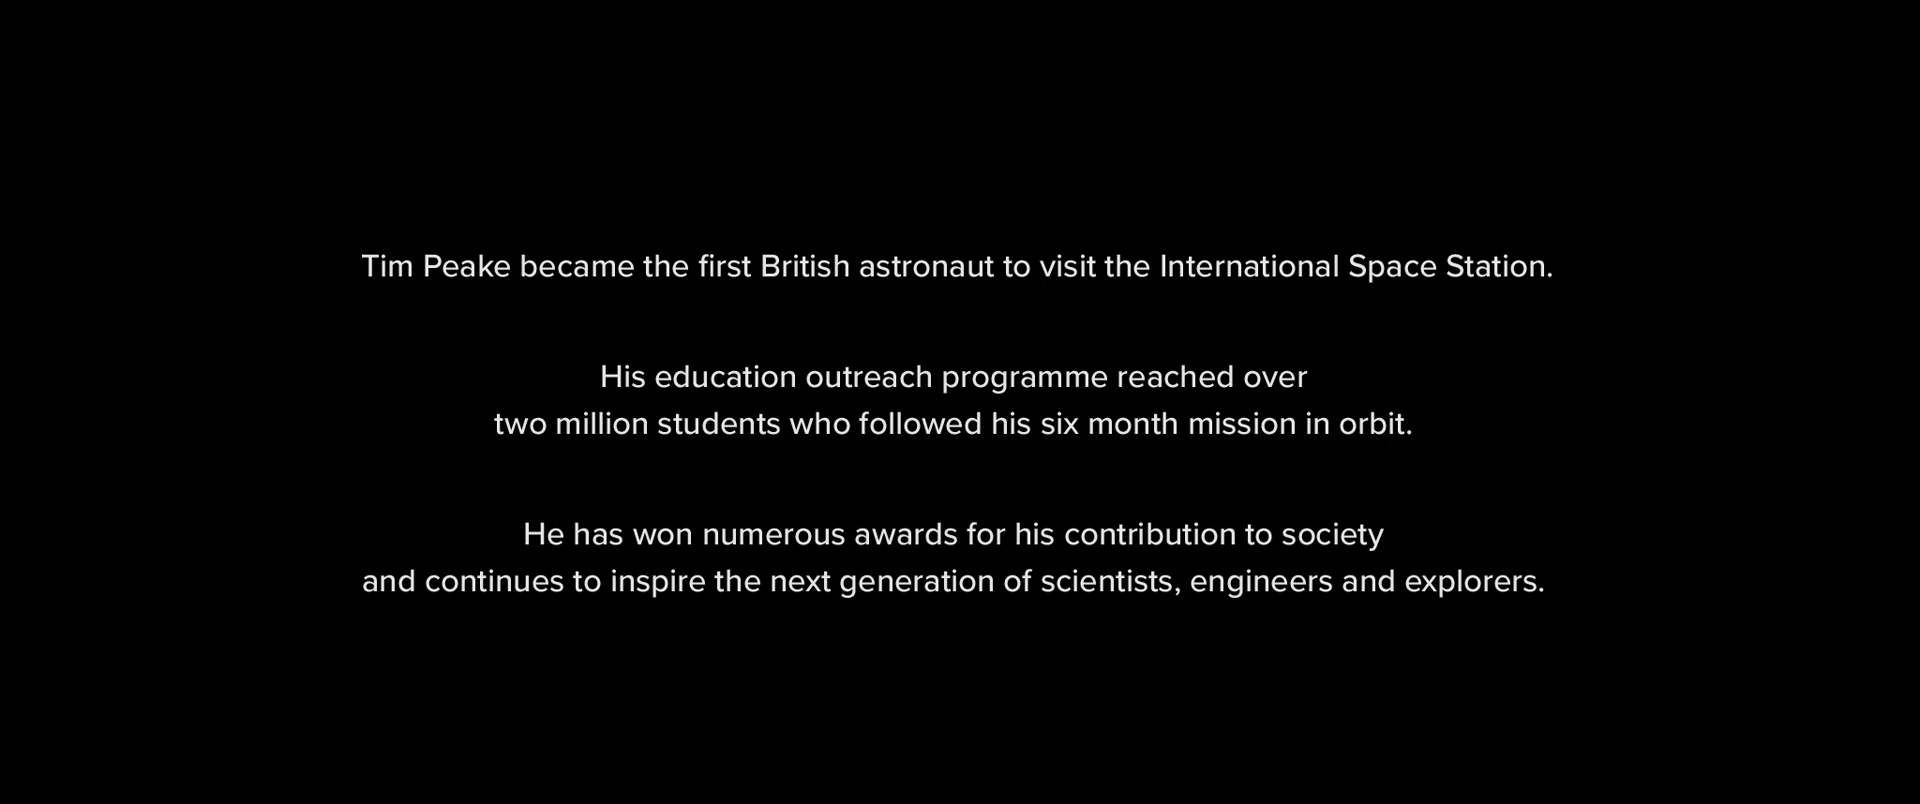 Tim Peake became the first British astronaut to visit the International Space Station.
His education outreach programme reached over
two million students who followed his six month mission in orbit.
He has won numerous awards for his contribution to society
and continues to inspire the next generation of scientists, engineers and explorers.